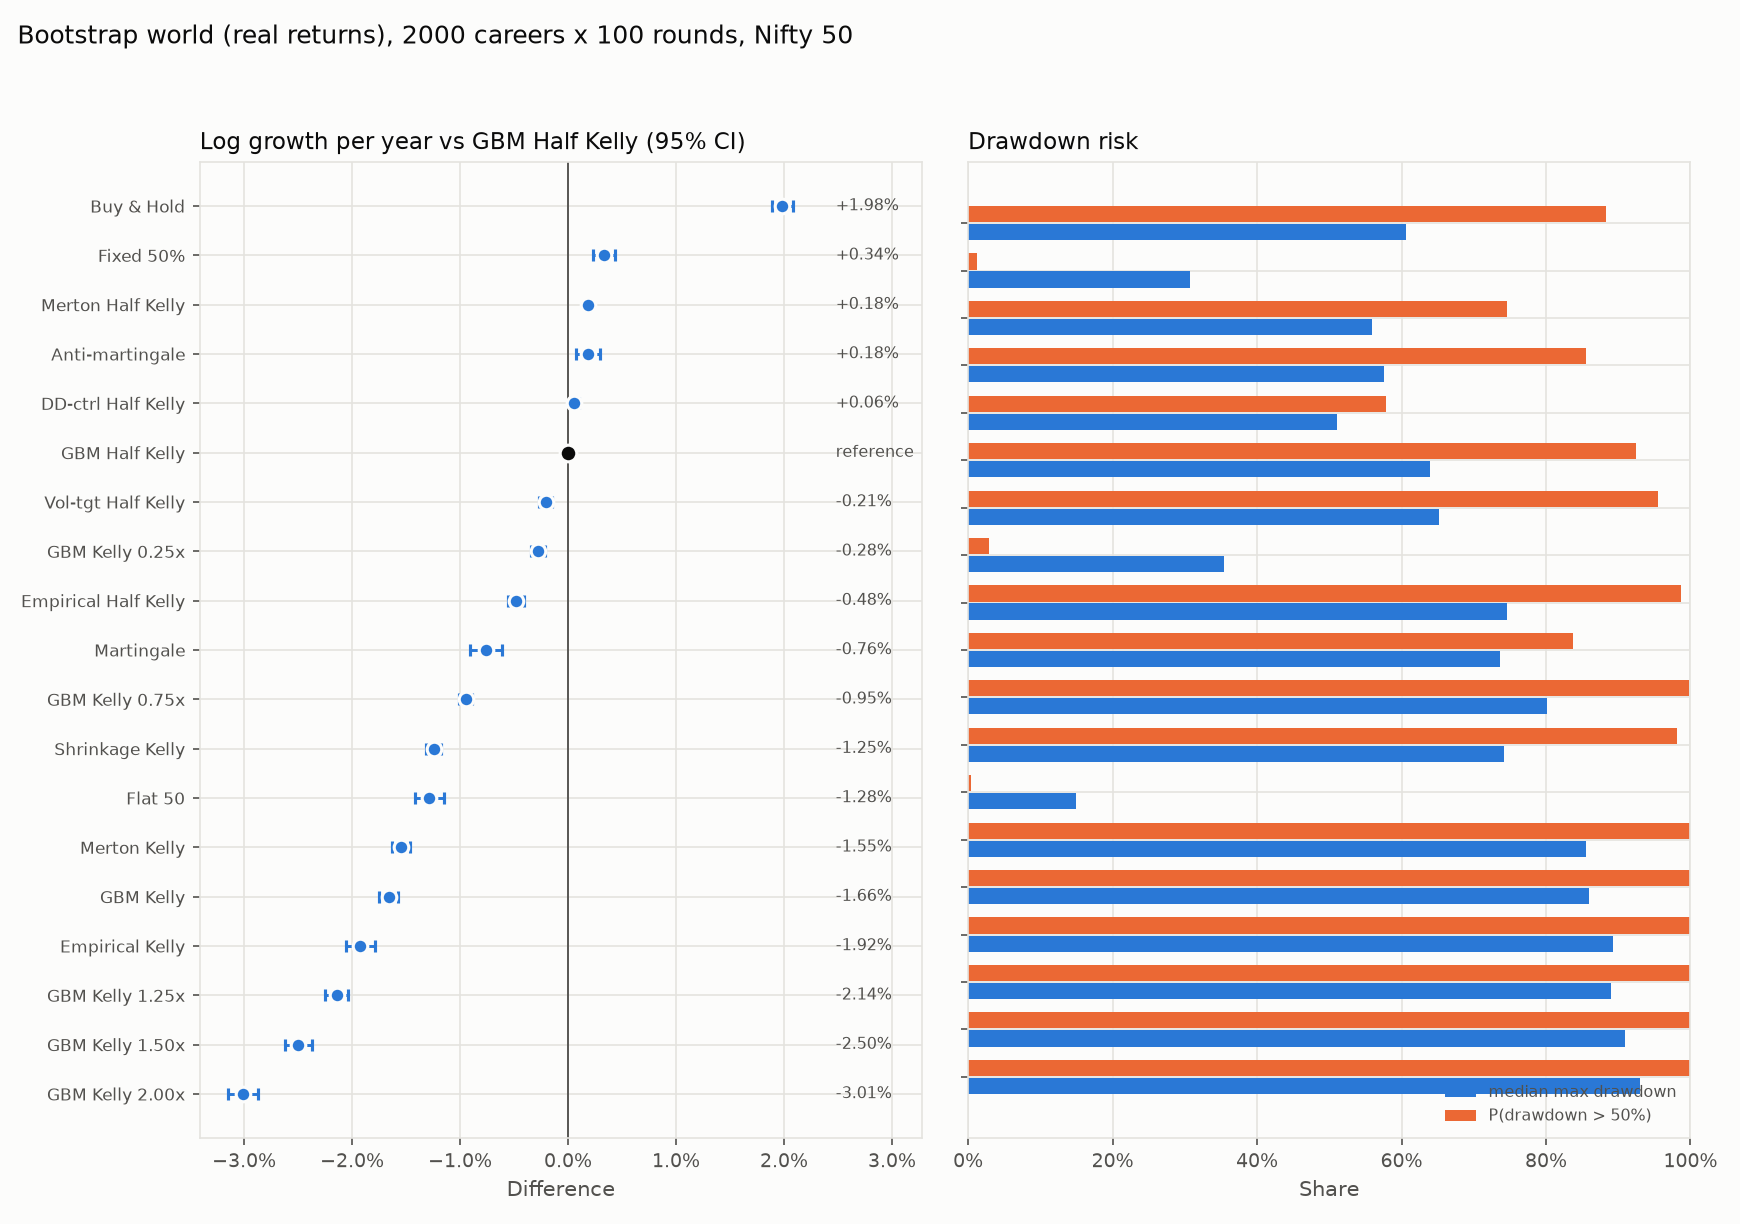 Bootstrap world (real returns), 2000 careers x 100 rounds, Nifty 50
Log growth per year vs GBM Half Kelly (95% CI)
Buy & Hold +1.98%
Fixed 50% +0.34%
Merton Half Kelly +0.18%
Anti-martingale +0.18%
DD-ctrl Half Kelly +0.06%
GBM Half Kelly reference
Vol-tgt Half Kelly -0.21%
GBM Kelly 0.25x -0.28%
Empirical Half Kelly -0.48%
Martingale -0.76%
GBM Kelly 0.75x -0.95%
Shrinkage Kelly -1.25%
Flat 50 -1.28%
Merton Kelly -1.55%
GBM Kelly -1.66%
Empirical Kelly -1.92%
GBM Kelly 1.25x -2.14%
GBM Kelly 1.50x -2.50%
GBM Kelly 2.00x -3.01%
−3.0% −2.0% −1.0% 0.0% 1.0% 2.0% 3.0%
Difference
Drawdown risk
median max drawdown
P(drawdown > 50%)
0% 20% 40% 60% 80% 100%
Share